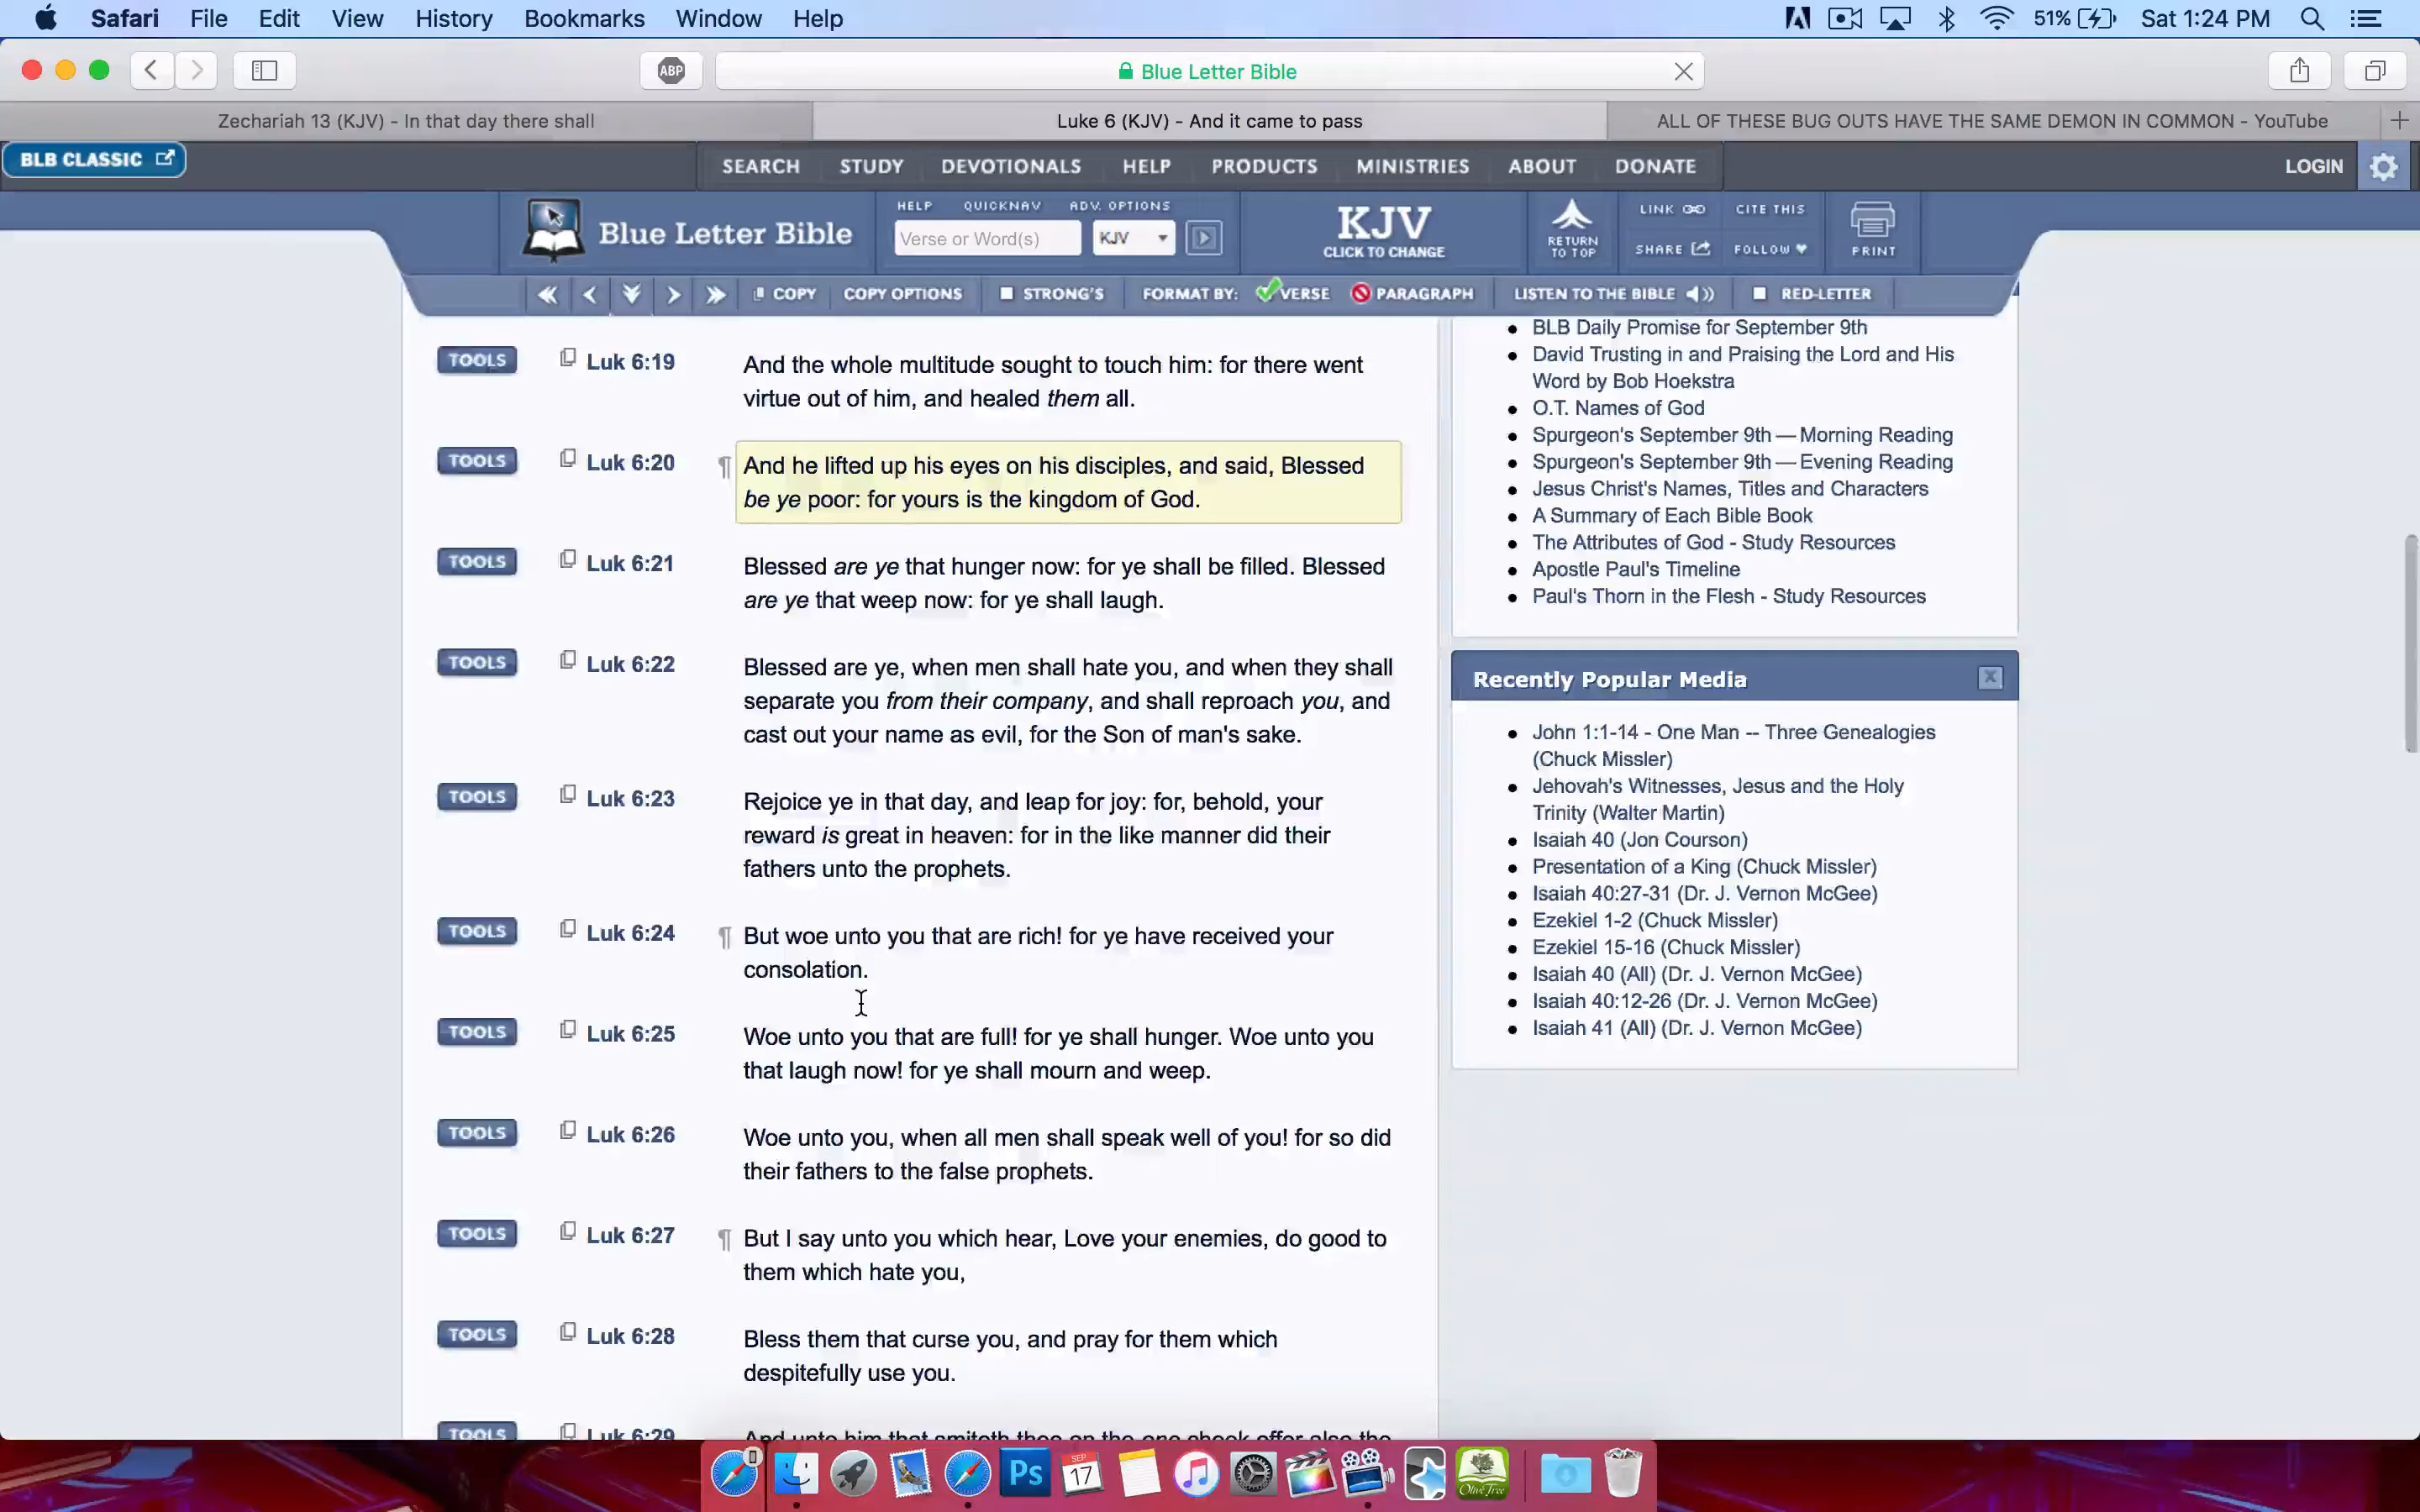 Safari File Edit View History Bookmarks Window Help 51% Sat 1:24 PM
ABP Blue Letter Bible
Zechariah 13 (KJV) - In that day there shall
Luke 6 (KJV) - And it came to pass
ALL OF THESE BUG OUTS HAVE THE SAME DEMON IN COMMON - YouTube
BLB CLASSIC
SEARCH STUDY DEVOTIONALS HELP PRODUCTS MINISTRIES ABOUT DONATE
LOGIN
Blue Letter Bible
HELP QUICKNAV ADV. OPTIONS
Verse or Word(s) KJV
KJV
CLICK TO CHANGE
RETURN
TO TOP
LINK CITE THIS
SHARE FOLLOW
PRINT
COPY COPY OPTIONS STRONG'S FORMAT BY: VERSE PARAGRAPH LISTEN TO THE BIBLE RED-LETTER
TOOLS Luk 6:19 And the whole multitude sought to touch him: for there went
virtue out of him, and healed them all.
TOOLS Luk 6:20 ¶ And he lifted up his eyes on his disciples, and said, Blessed
be ye poor: for yours is the kingdom of God.
TOOLS Luk 6:21 Blessed are ye that hunger now: for ye shall be filled. Blessed
are ye that weep now: for ye shall laugh.
TOOLS Luk 6:22 Blessed are ye, when men shall hate you, and when they shall
separate you from their company, and shall reproach you, and
cast out your name as evil, for the Son of man's sake.
TOOLS Luk 6:23 Rejoice ye in that day, and leap for joy: for, behold, your
reward is great in heaven: for in the like manner did their
fathers unto the prophets.
TOOLS Luk 6:24 ¶ But woe unto you that are rich! for ye have received your
consolation.
TOOLS Luk 6:25 Woe unto you that are full! for ye shall hunger. Woe unto you
that laugh now! for ye shall mourn and weep.
TOOLS Luk 6:26 Woe unto you, when all men shall speak well of you! for so did
their fathers to the false prophets.
TOOLS Luk 6:27 ¶ But I say unto you which hear, Love your enemies, do good to
them which hate you,
TOOLS Luk 6:28 Bless them that curse you, and pray for them which
despitefully use you.
TOOLS Luk 6:29 And unto him that smiteth thee on the one cheek offer also the
BLB Daily Promise for September 9th
David Trusting in and Praising the Lord and His
Word by Bob Hoekstra
O.T. Names of God
Spurgeon's September 9th — Morning Reading
Spurgeon's September 9th — Evening Reading
Jesus Christ's Names, Titles and Characters
A Summary of Each Bible Book
The Attributes of God - Study Resources
Apostle Paul's Timeline
Paul's Thorn in the Flesh - Study Resources
Recently Popular Media
John 1:1-14 - One Man -- Three Genealogies
(Chuck Missler)
Jehovah's Witnesses, Jesus and the Holy
Trinity (Walter Martin)
Isaiah 40 (Jon Courson)
Presentation of a King (Chuck Missler)
Isaiah 40:27-31 (Dr. J. Vernon McGee)
Ezekiel 1-2 (Chuck Missler)
Ezekiel 15-16 (Chuck Missler)
Isaiah 40 (All) (Dr. J. Vernon McGee)
Isaiah 40:12-26 (Dr. J. Vernon McGee)
Isaiah 41 (All) (Dr. J. Vernon McGee)
Ps SEP 17 OliveTree